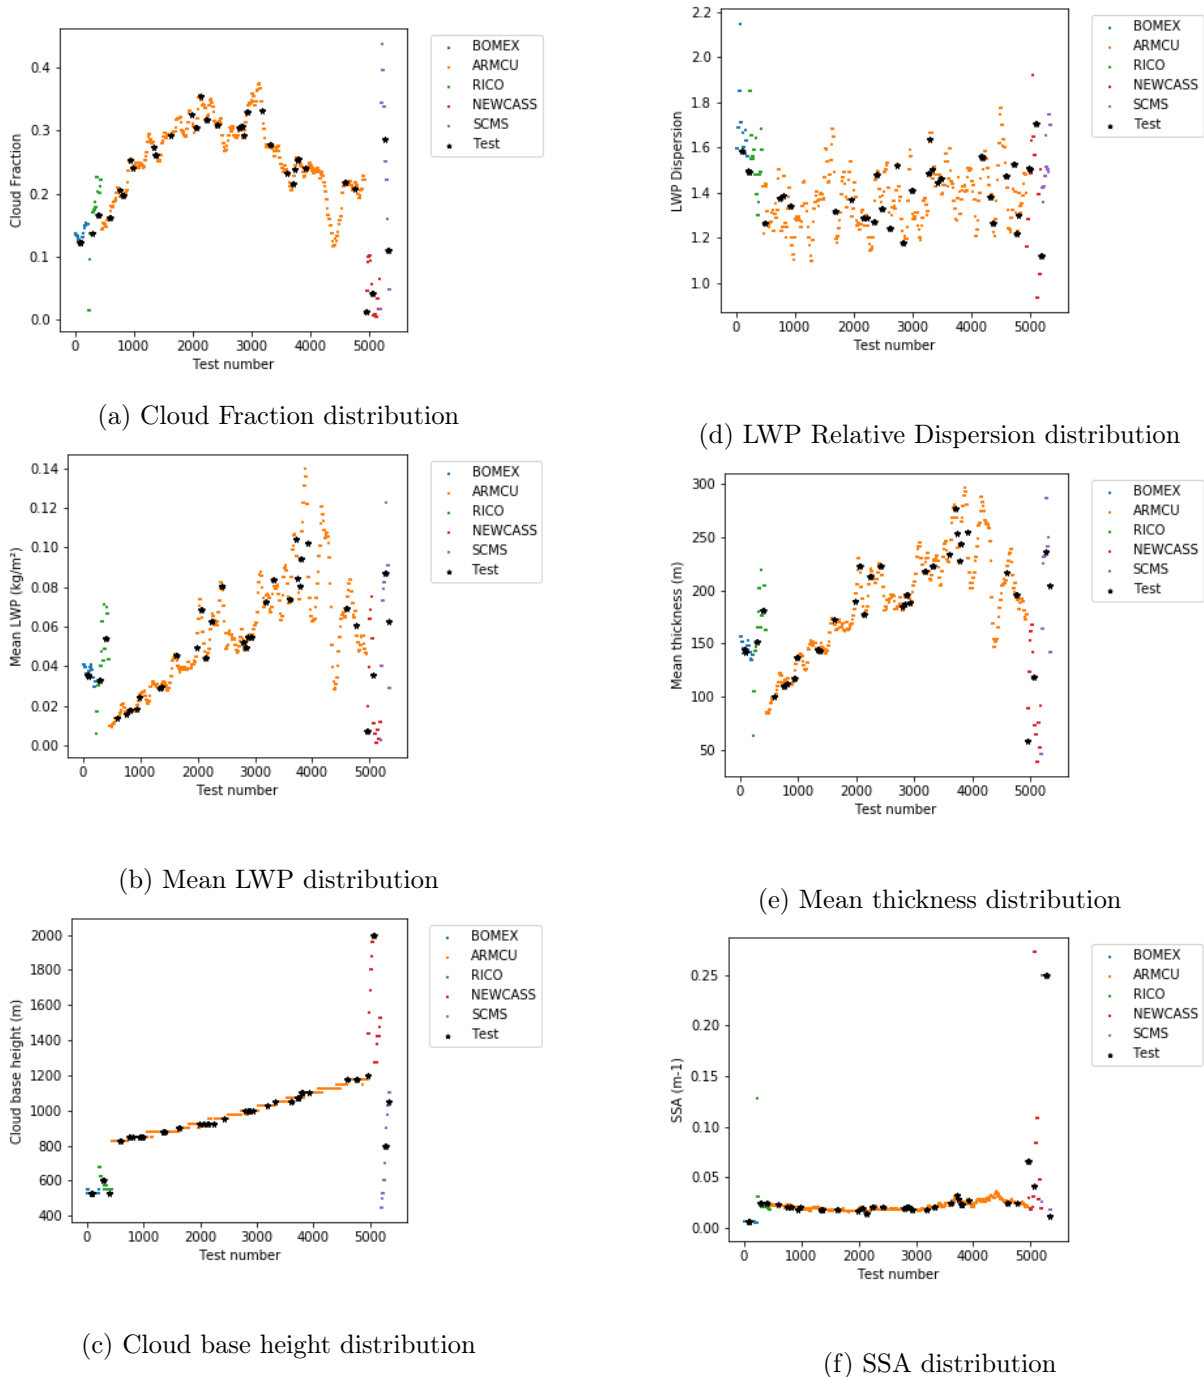 Cloud Fraction
0.4
0.3
0.2
0.1
0.0
0 1000 2000 3000 4000 5000
Test number
BOMEX
ARMCU
RICO
NEWCASS
SCMS
Test
(a) Cloud Fraction distribution
LWP Dispersion
2.2
2.0
1.8
1.6
1.4
1.2
1.0
0 1000 2000 3000 4000 5000
Test number
BOMEX
ARMCU
RICO
NEWCASS
SCMS
Test
(d) LWP Relative Dispersion distribution
Mean LWP (kg/m²)
0.14
0.12
0.10
0.08
0.06
0.04
0.02
0.00
0 1000 2000 3000 4000 5000
Test number
BOMEX
ARMCU
RICO
NEWCASS
SCMS
Test
(b) Mean LWP distribution
Mean thickness (m)
300
250
200
150
100
50
0 1000 2000 3000 4000 5000
Test number
BOMEX
ARMCU
RICO
NEWCASS
SCMS
Test
(e) Mean thickness distribution
Cloud base height (m)
2000
1800
1600
1400
1200
1000
800
600
400
0 1000 2000 3000 4000 5000
Test number
BOMEX
ARMCU
RICO
NEWCASS
SCMS
Test
(c) Cloud base height distribution
SSA (m-1)
0.25
0.20
0.15
0.10
0.05
0.00
0 1000 2000 3000 4000 5000
Test number
BOMEX
ARMCU
RICO
NEWCASS
SCMS
Test
(f) SSA distribution